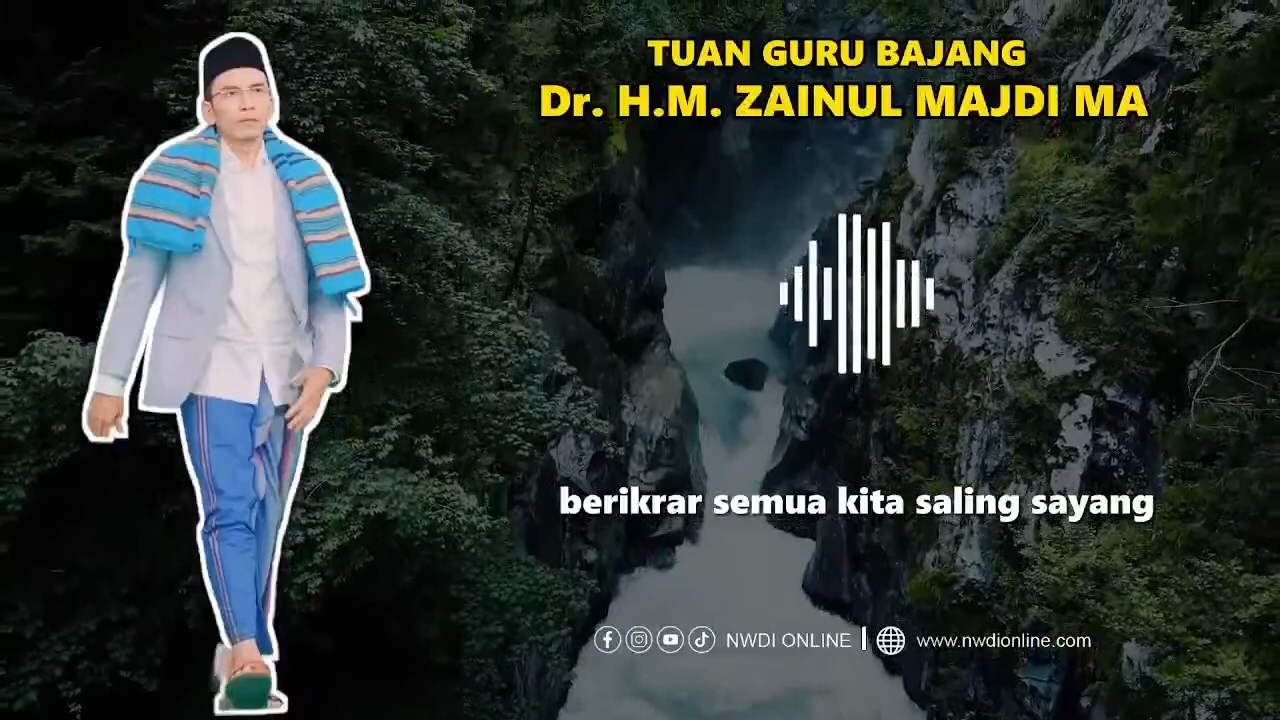 TUAN GURU BAJANG
Dr. H.M. ZAINUL MAJDI MA
berikrar semua kita saling sayang
NWDI ONLINE | www.nwdionline.com